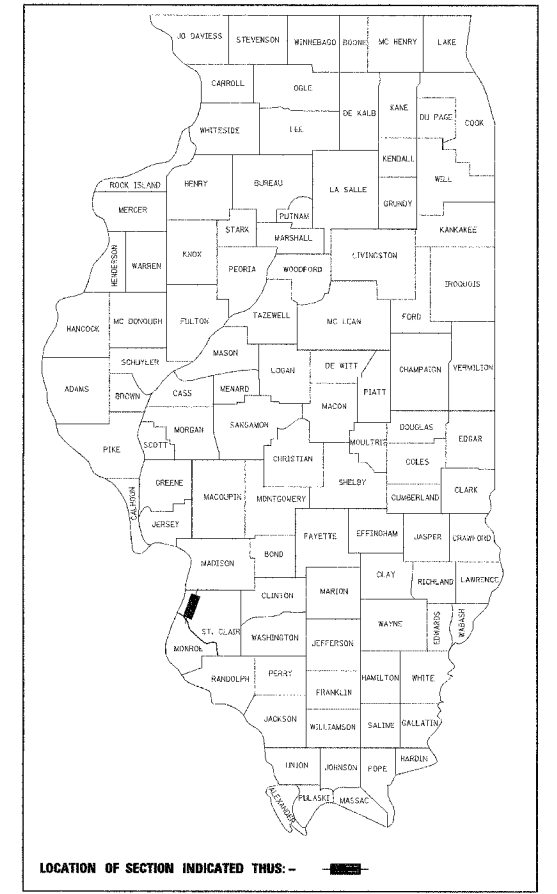 JO DAVIESS STEVENSON WINNEBAGO BOONE MC HENRY LAKE
CARROLL OGLE
DE KALB KANE DU PAGE COOK
WHITESIDE LEE
KENDALL WILL
ROCK ISLAND HENRY BUREAU LA SALLE GRUNDY
MERCER PUTNAM KANKAKEE
STARK MARSHALL
HENDERSON WARREN KNOX PEORIA WOODFORD LIVINGSTON IROQUOIS
HANCOCK MC DONOUGH FULTON TAZEWELL MC LEAN FORD
MASON
SCHUYLER LOGAN DE WITT CHAMPAIGN VERMILION
ADAMS BROWN CASS MENARD PIATT
MACON
MORGAN SANGAMON DOUGLAS
PIKE SCOTT MOULTRIE EDGAR
CHRISTIAN COLES
GREENE SHELBY
CALHOUN MACOUPIN MONTGOMERY CUMBERLAND CLARK
JERSEY
FAYETTE EFFINGHAM JASPER CRAWFORD
MADISON BOND
CLAY
CLINTON MARION RICHLAND LAWRENCE
ST. CLAIR WAYNE EDWARDS WABASH
MONROE WASHINGTON JEFFERSON
RANDOLPH PERRY HAMILTON WHITE
FRANKLIN
JACKSON WILLIAMSON SALINE GALLATIN
UNION JOHNSON POPE HARDIN
ALEXANDER PULASKI MASSAC
LOCATION OF SECTION INDICATED THUS: -